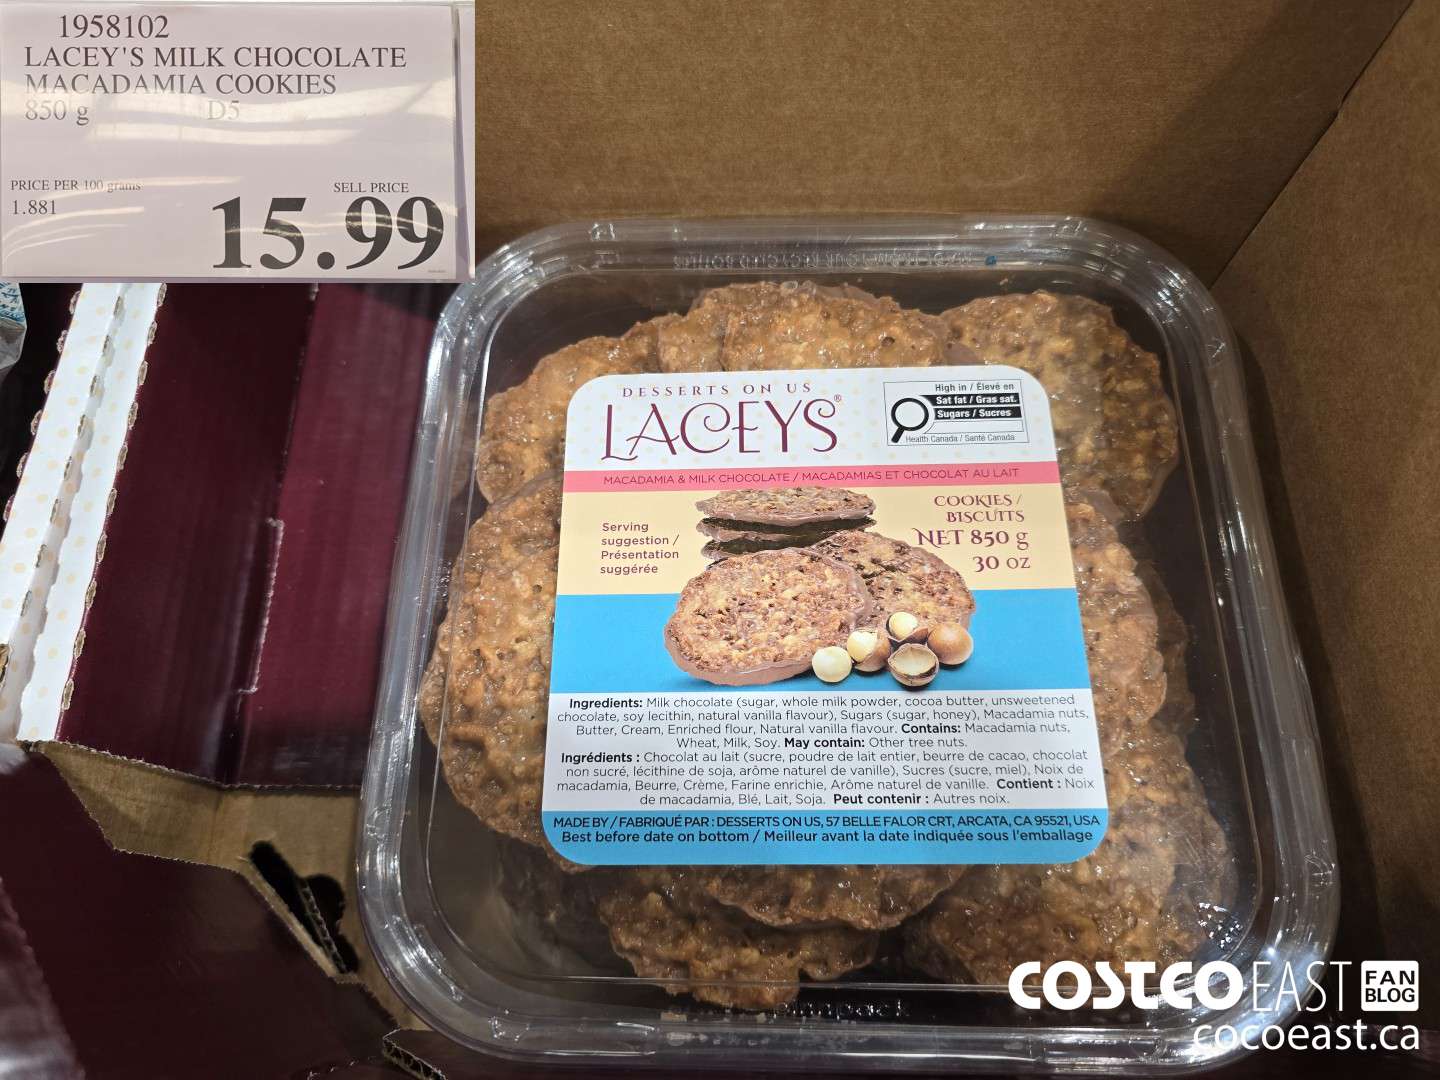 1958102
LACEY'S MILK CHOCOLATE
MACADAMIA COOKIES
850 g D5
PRICE PER 100 grams
1.881
SELL PRICE
15.99
DESSERTS ON US
LACEYS®
High in / Élevé en
Sat fat / Gras sat.
Sugars / Sucres
Health Canada / Santé Canada
MACADAMIA & MILK CHOCOLATE / MACADAMIAS ET CHOCOLAT AU LAIT
COOKIES /
BISCUITS
NET 850 g
30 OZ
Serving
suggestion /
Présentation
suggérée
Ingredients: Milk chocolate (sugar, whole milk powder, cocoa butter, unsweetened
chocolate, soy lecithin, natural vanilla flavour), Sugars (sugar, honey), Macadamia nuts,
Butter, Cream, Enriched flour, Natural vanilla flavour. Contains: Macadamia nuts,
Wheat, Milk, Soy. May contain: Other tree nuts.
Ingrédients : Chocolat au lait (sucre, poudre de lait entier, beurre de cacao, chocolat
non sucré, lécithine de soja, arôme naturel de vanille), Sucres (sucre, miel), Noix de
macadamia, Beurre, Crème, Farine enrichie, Arôme naturel de vanille. Contient : Noix
de macadamia, Blé, Lait, Soja. Peut contenir : Autres noix.
MADE BY / FABRIQUÉ PAR : DESSERTS ON US, 57 BELLE FALOR CRT, ARCATA, CA 95521, USA
Best before date on bottom / Meilleur avant la date indiquée sous l'emballage
COSTCO EAST FAN BLOG
cocoeast.ca